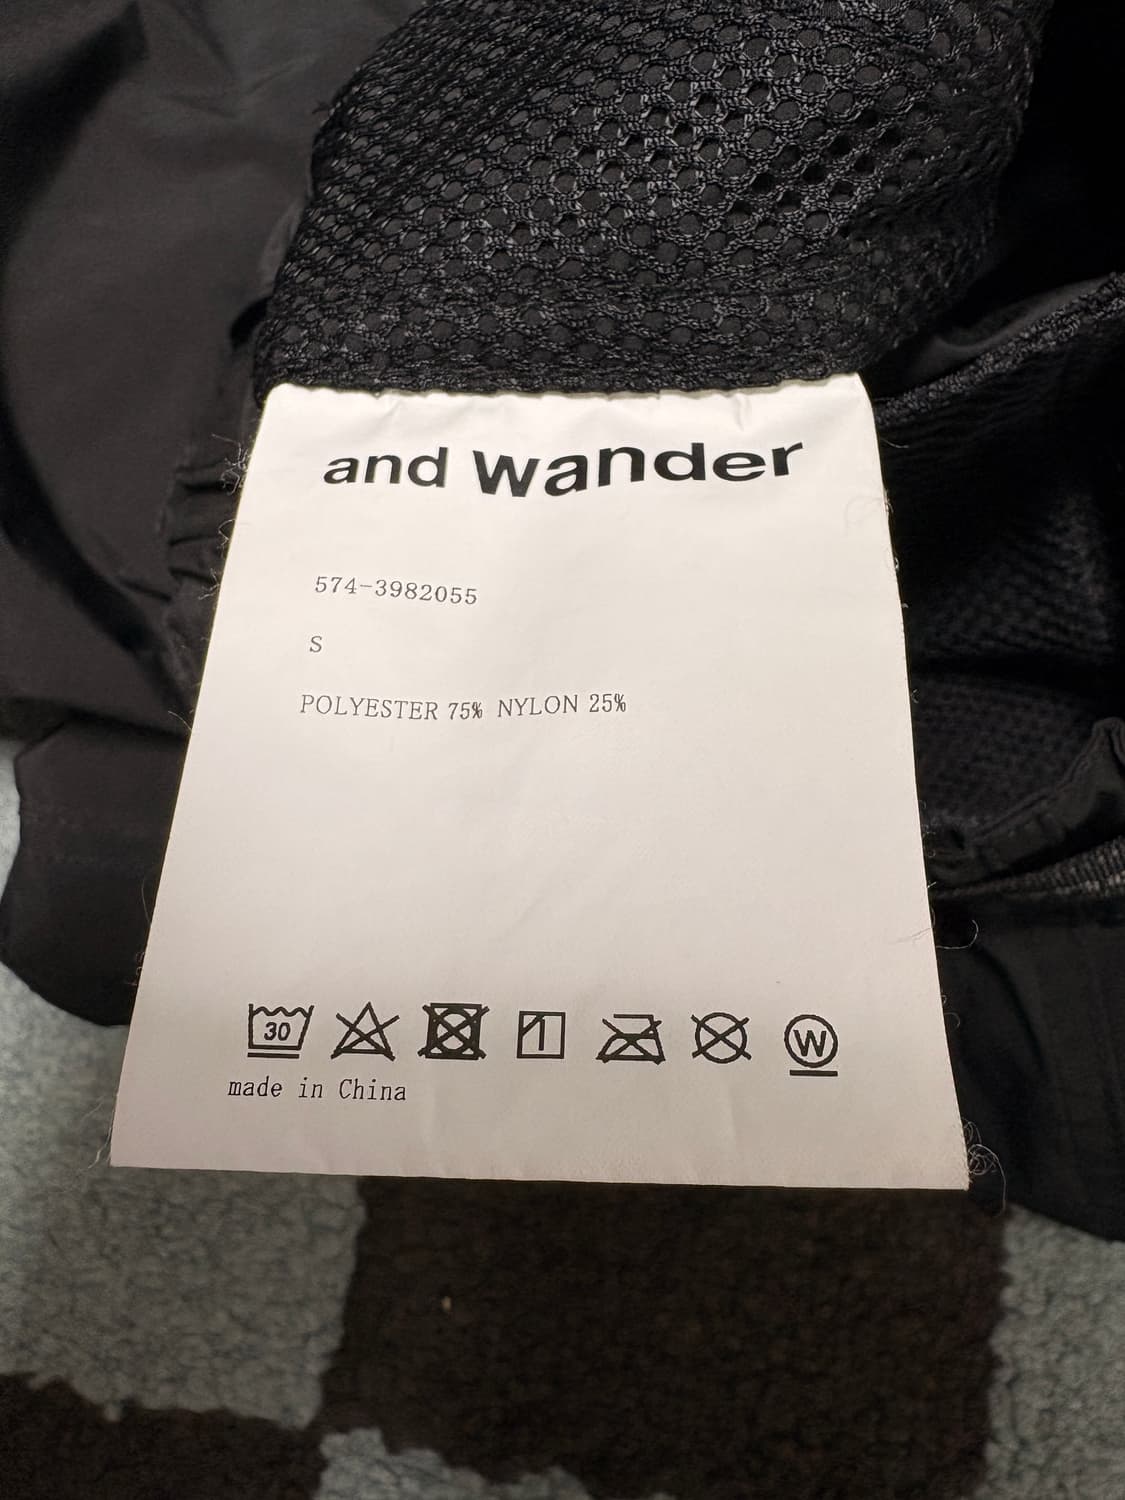 and wander
574-3982055
S
POLYESTER 75% NYLON 25%
30 W
made in China